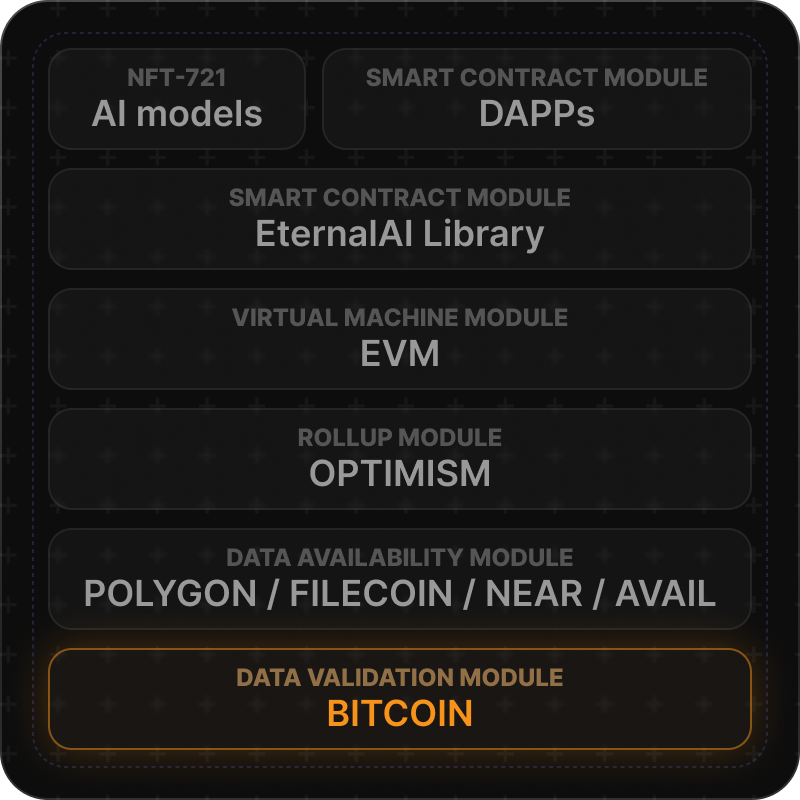 NFT-721
AI models
SMART CONTRACT MODULE
DAPPs
SMART CONTRACT MODULE
EternalAI Library
VIRTUAL MACHINE MODULE
EVM
ROLLUP MODULE
OPTIMISM
DATA AVAILABILITY MODULE
POLYGON / FILECOIN / NEAR / AVAIL
DATA VALIDATION MODULE
BITCOIN